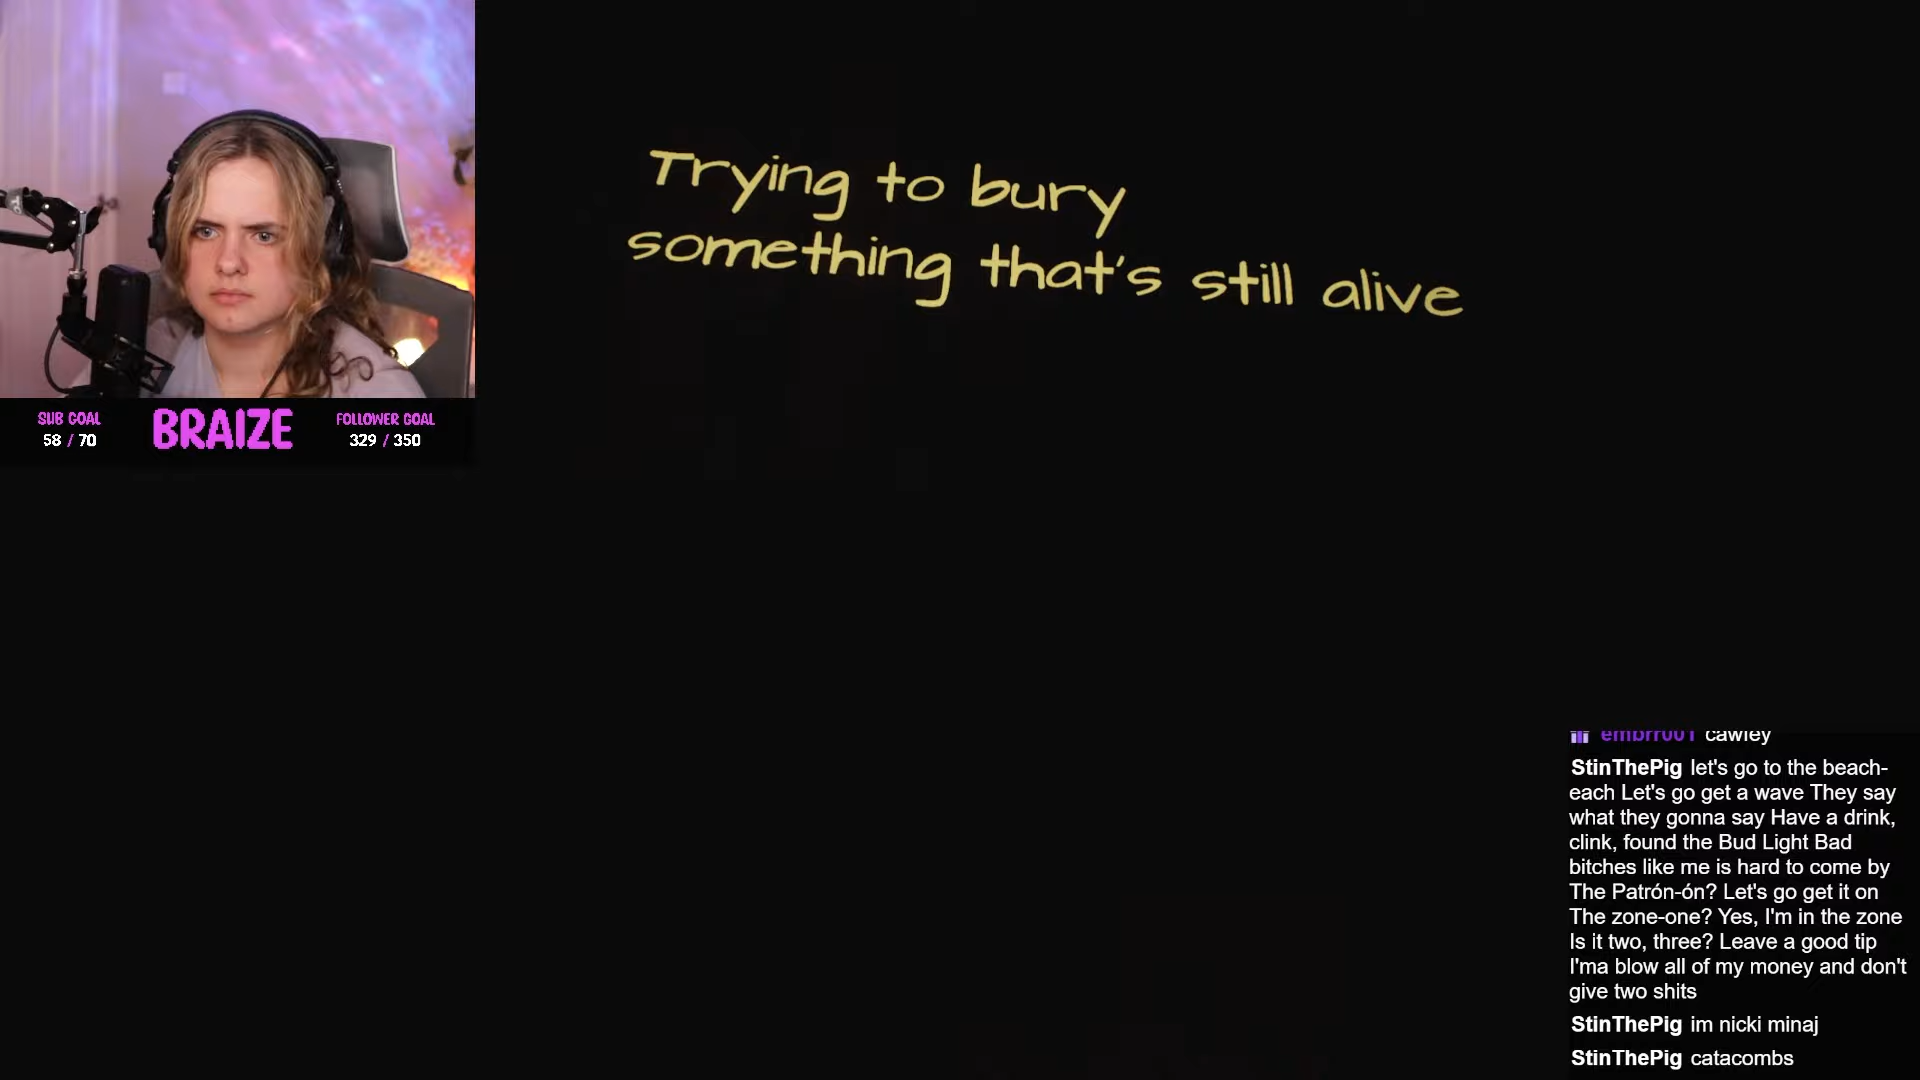 Trying to bury
something that's still alive
SUB GOAL
58 / 70
BRAIZE
FOLLOWER GOAL
329 / 350
embrr001 cawley
StinThePig let's go to the beach-
each Let's go get a wave They say
what they gonna say Have a drink,
clink, found the Bud Light Bad
bitches like me is hard to come by
The Patrón-ón? Let's go get it on
The zone-one? Yes, I'm in the zone
Is it two, three? Leave a good tip
I'ma blow all of my money and don't
give two shits
StinThePig im nicki minaj
StinThePig catacombs